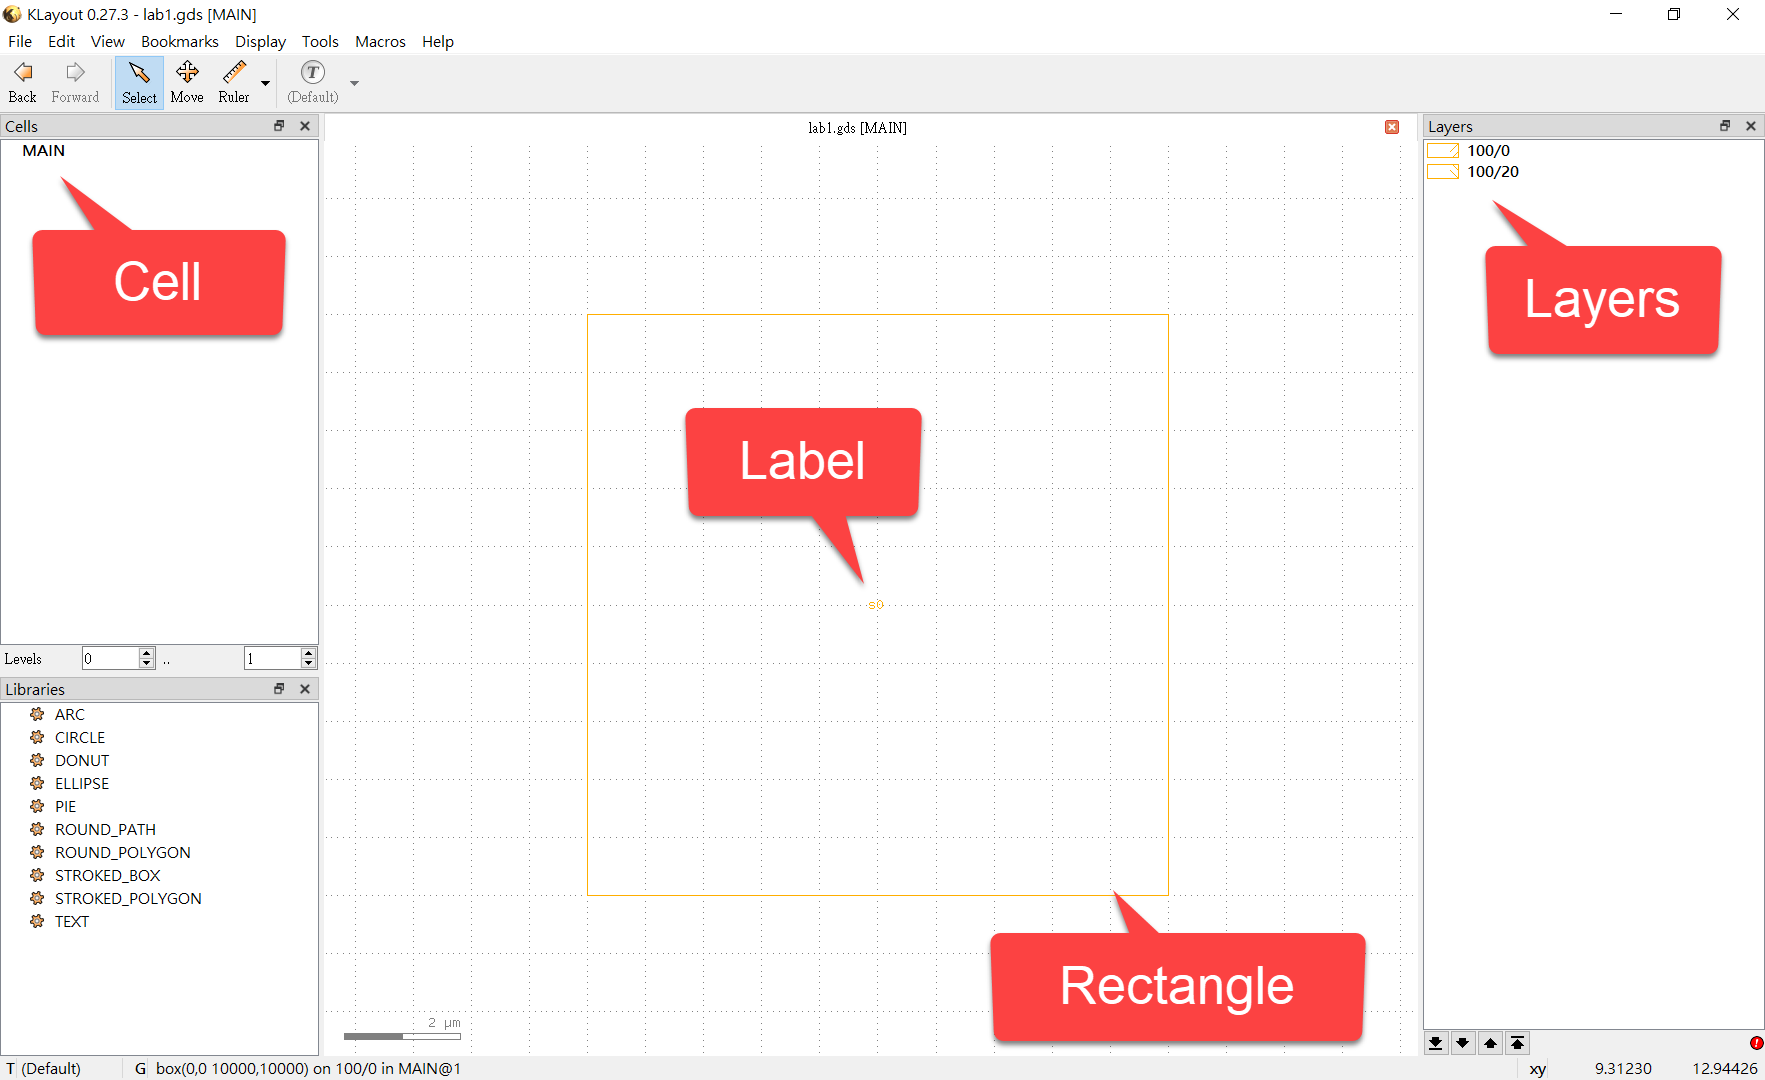 KLayout 0.27.3 - lab1.gds [MAIN]
File Edit View Bookmarks Display Tools Macros Help
Back Forward Select Move Ruler T (Default)
Cells
MAIN
Cell
Levels 0 .. 1
Libraries
ARC
CIRCLE
DONUT
ELLIPSE
PIE
ROUND_PATH
ROUND_POLYGON
STROKED_BOX
STROKED_POLYGON
TEXT
lab1.gds [MAIN]
Label
s0
Rectangle
2 µm
Layers
100/0
100/20
Layers
T (Default) G box(0,0 10000,10000) on 100/0 in MAIN@1 xy 9.31230 12.94426